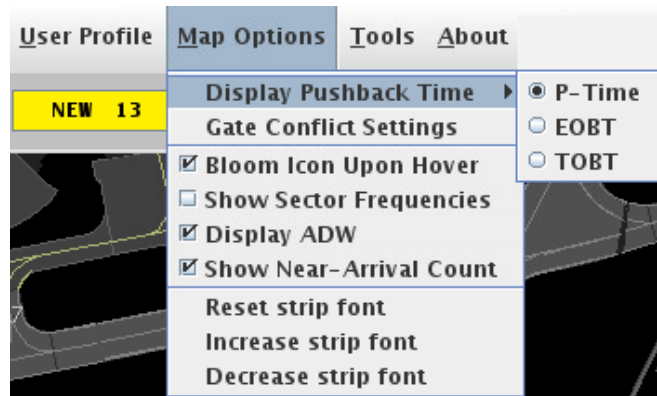 User Profile Map Options Tools About
NEW 13
Display Pushback Time
Gate Conflict Settings
Bloom Icon Upon Hover
Show Sector Frequencies
Display ADW
Show Near-Arrival Count
Reset strip font
Increase strip font
Decrease strip font
P-Time
EOBT
TOBT